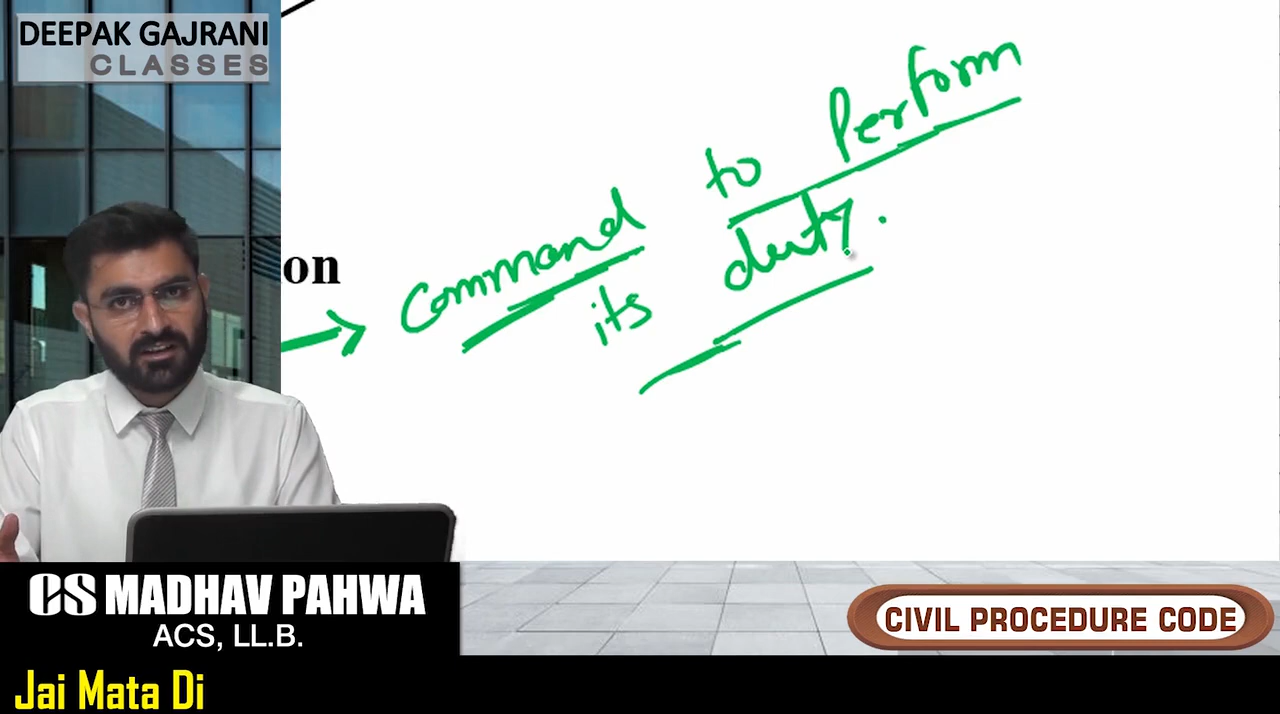 DEEPAK GAJRANI
CLASSES
on
command to Perform
its duty.
CS MADHAV PAHWA
ACS, LL.B.
CIVIL PROCEDURE CODE
Jai Mata Di